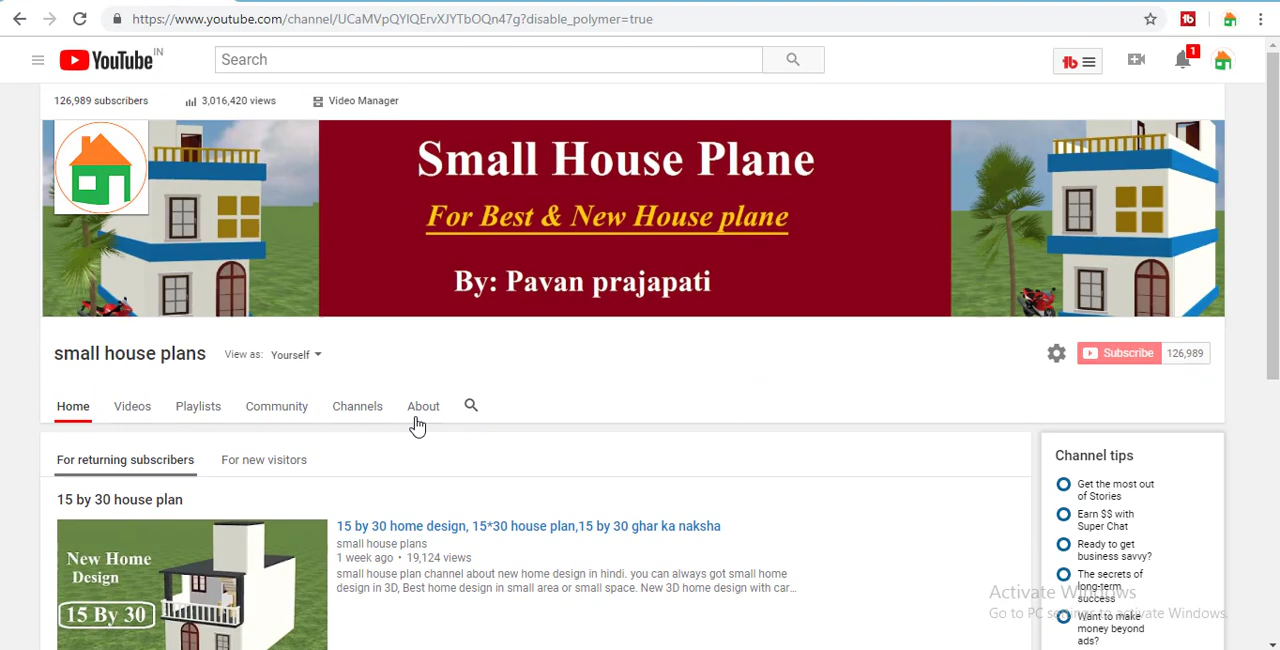 https://www.youtube.com/channel/UCaMVpQYlQErvXJYTbOQn47g?disable_polymer=true
YouTube IN
Search
1
126,989 subscribers
3,016,420 views
Video Manager
Small House Plane
For Best & New House plane
By: Pavan prajapati
small house plans
View as: Yourself
Subscribe 126,989
Home
Videos
Playlists
Community
Channels
About
For returning subscribers
For new visitors
15 by 30 house plan
New Home
Design
15 By 30
15 by 30 home design, 15*30 house plan,15 by 30 ghar ka naksha
small house plans
1 week ago • 19,124 views
small house plan channel about new home design in hindi. you can always got small home
design in 3D, Best home design in small area or small space. New 3D home design with car...
Channel tips
Get the most out
of Stories
Earn $$ with
Super Chat
Ready to get
business savvy?
The secrets of
long-term
success
Want to make
money beyond
ads?
Activate Windows
Go to PC settings to activate Windows.